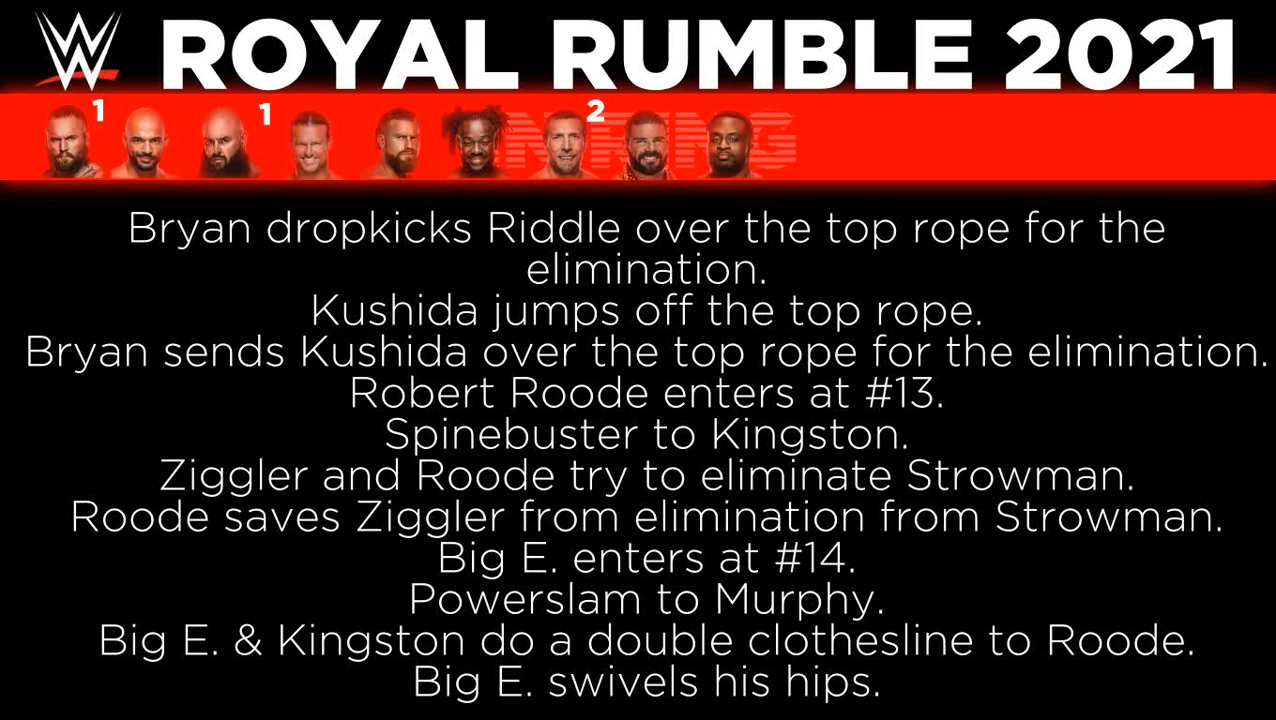 W ROYAL RUMBLE 2021
1 1 2
IN RING
Bryan dropkicks Riddle over the top rope for the
elimination.
Kushida jumps off the top rope.
Bryan sends Kushida over the top rope for the elimination.
Robert Roode enters at #13.
Spinebuster to Kingston.
Ziggler and Roode try to eliminate Strowman.
Roode saves Ziggler from elimination from Strowman.
Big E. enters at #14.
Powerslam to Murphy.
Big E. & Kingston do a double clothesline to Roode.
Big E. swivels his hips.